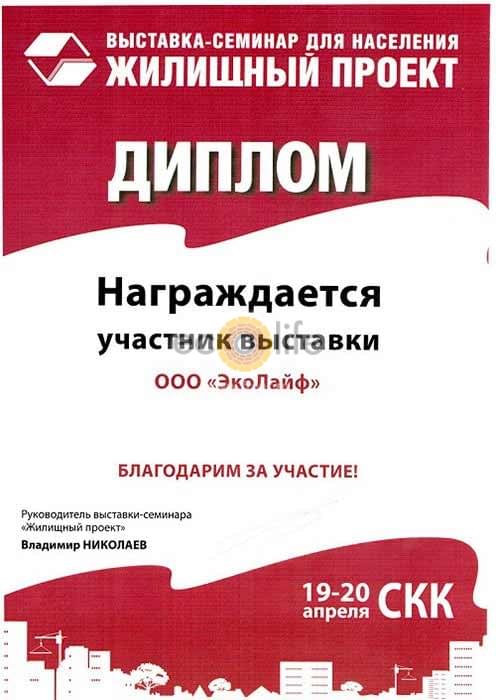 ВЫСТАВКА-СЕМИНАР ДЛЯ НАСЕЛЕНИЯ
ЖИЛИЩНЫЙ ПРОЕКТ
ДИПЛОМ
Награждается
участник выставки
ООО «ЭкоЛайф»
БЛАГОДАРИМ ЗА УЧАСТИЕ!
Руководитель выставки-семинара
«Жилищный проект»
Владимир НИКОЛАЕВ
19-20
апреля СКК